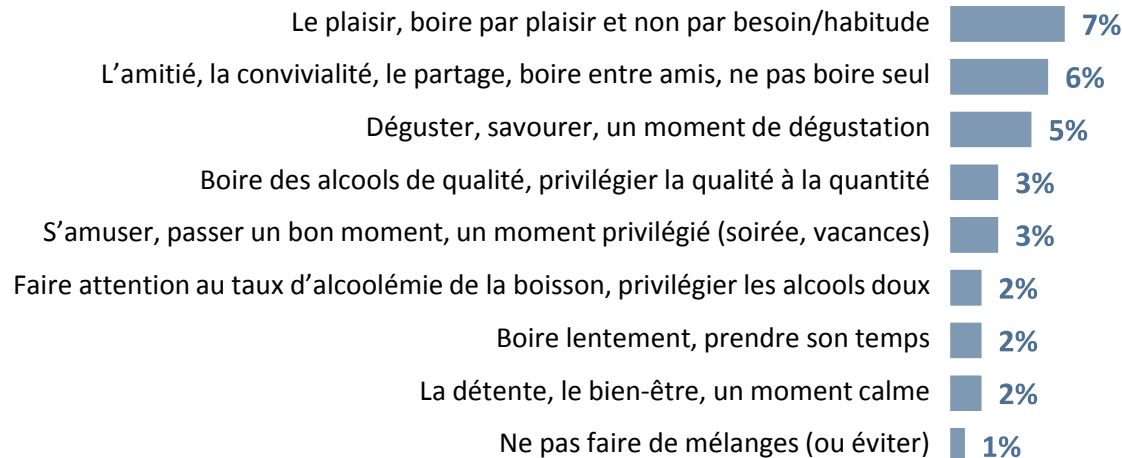 Le plaisir, boire par plaisir et non par besoin/habitude 7%
L’amitié, la convivialité, le partage, boire entre amis, ne pas boire seul 6%
Déguster, savourer, un moment de dégustation 5%
Boire des alcools de qualité, privilégier la qualité à la quantité 3%
S’amuser, passer un bon moment, un moment privilégié (soirée, vacances) 3%
Faire attention au taux d’alcoolémie de la boisson, privilégier les alcools doux 2%
Boire lentement, prendre son temps 2%
La détente, le bien-être, un moment calme 2%
Ne pas faire de mélanges (ou éviter) 1%